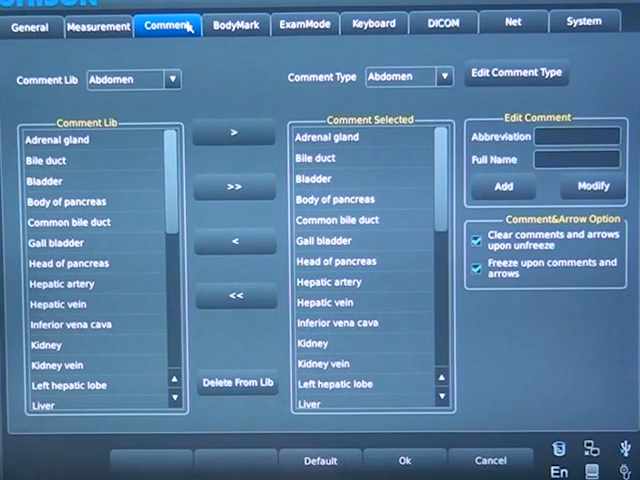 General Measurement Comment BodyMark ExamMode Keyboard DICOM Net System
Comment Lib Abdomen Comment Type Abdomen Edit Comment Type
Comment Lib
Adrenal gland
Bile duct
Bladder
Body of pancreas
Common bile duct
Gall bladder
Head of pancreas
Hepatic artery
Hepatic vein
Inferior vena cava
Kidney
Kidney vein
Left hepatic lobe
Liver
>
>>
<
<<
Delete From Lib
Comment Selected
Adrenal gland
Bile duct
Bladder
Body of pancreas
Common bile duct
Gall bladder
Head of pancreas
Hepatic artery
Hepatic vein
Inferior vena cava
Kidney
Kidney vein
Left hepatic lobe
Liver
Edit Comment
Abbreviation
Full Name
Add Modify
Comment&Arrow Option
Clear comments and arrows
upon unfreeze
Freeze upon comments and
arrows
Default Ok Cancel
En